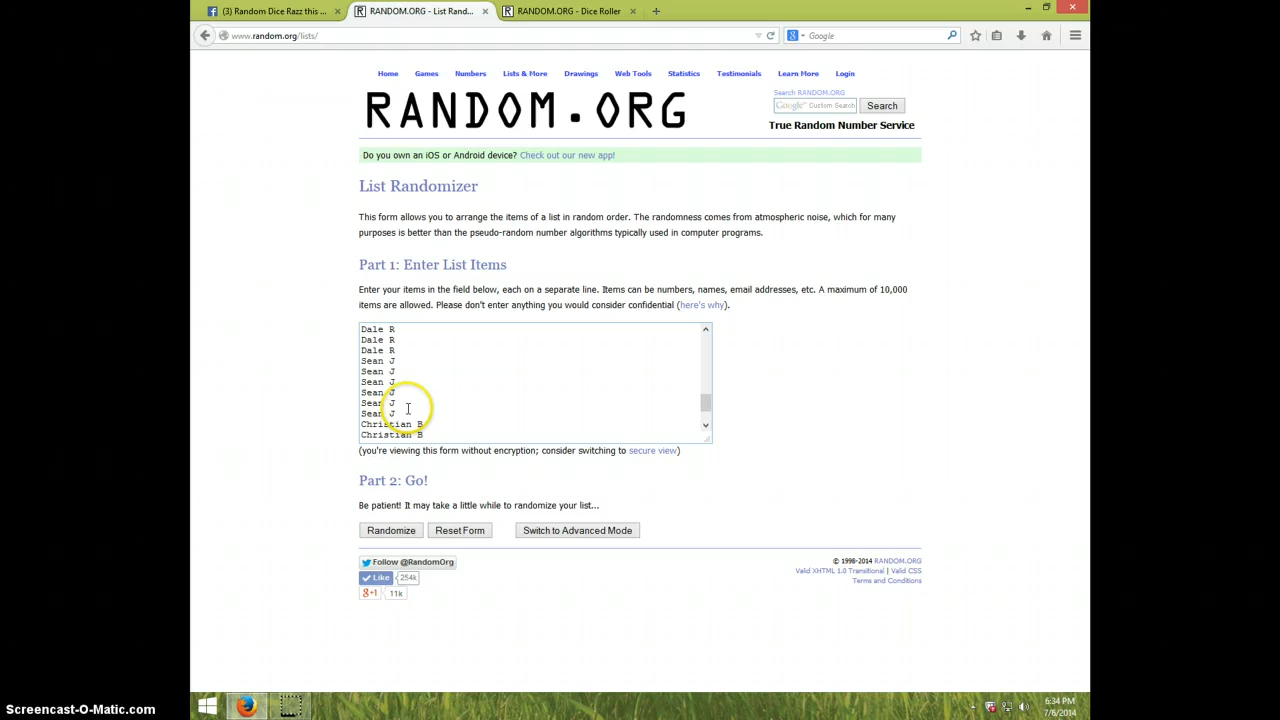 (3) Random Dice Razz this ...
RANDOM.ORG - List Rand...
RANDOM.ORG - Dice Roller
www.random.org/lists/
Google
Home Games Numbers Lists & More Drawings Web Tools Statistics Testimonials Learn More Login
RANDOM.ORG
Search RANDOM.ORG
Google™ Custom Search
Search
True Random Number Service
Do you own an iOS or Android device? Check out our new app!
List Randomizer
This form allows you to arrange the items of a list in random order. The randomness comes from atmospheric noise, which for many
purposes is better than the pseudo-random number algorithms typically used in computer programs.
Part 1: Enter List Items
Enter your items in the field below, each on a separate line. Items can be numbers, names, email addresses, etc. A maximum of 10,000
items are allowed. Please don't enter anything you would consider confidential (here's why).
Dale R
Dale R
Dale R
Sean J
Sean J
Sean J
Sean J
Sean J
Sean J
Christian B
Christian B
(you're viewing this form without encryption; consider switching to secure view)
Part 2: Go!
Be patient! It may take a little while to randomize your list...
Randomize Reset Form Switch to Advanced Mode
Follow @RandomOrg
Like 254k
g+1 11k
© 1998-2014 RANDOM.ORG
Valid XHTML 1.0 Transitional | Valid CSS
Terms and Conditions
6:34 PM
7/6/2014
Screencast-O-Matic.com